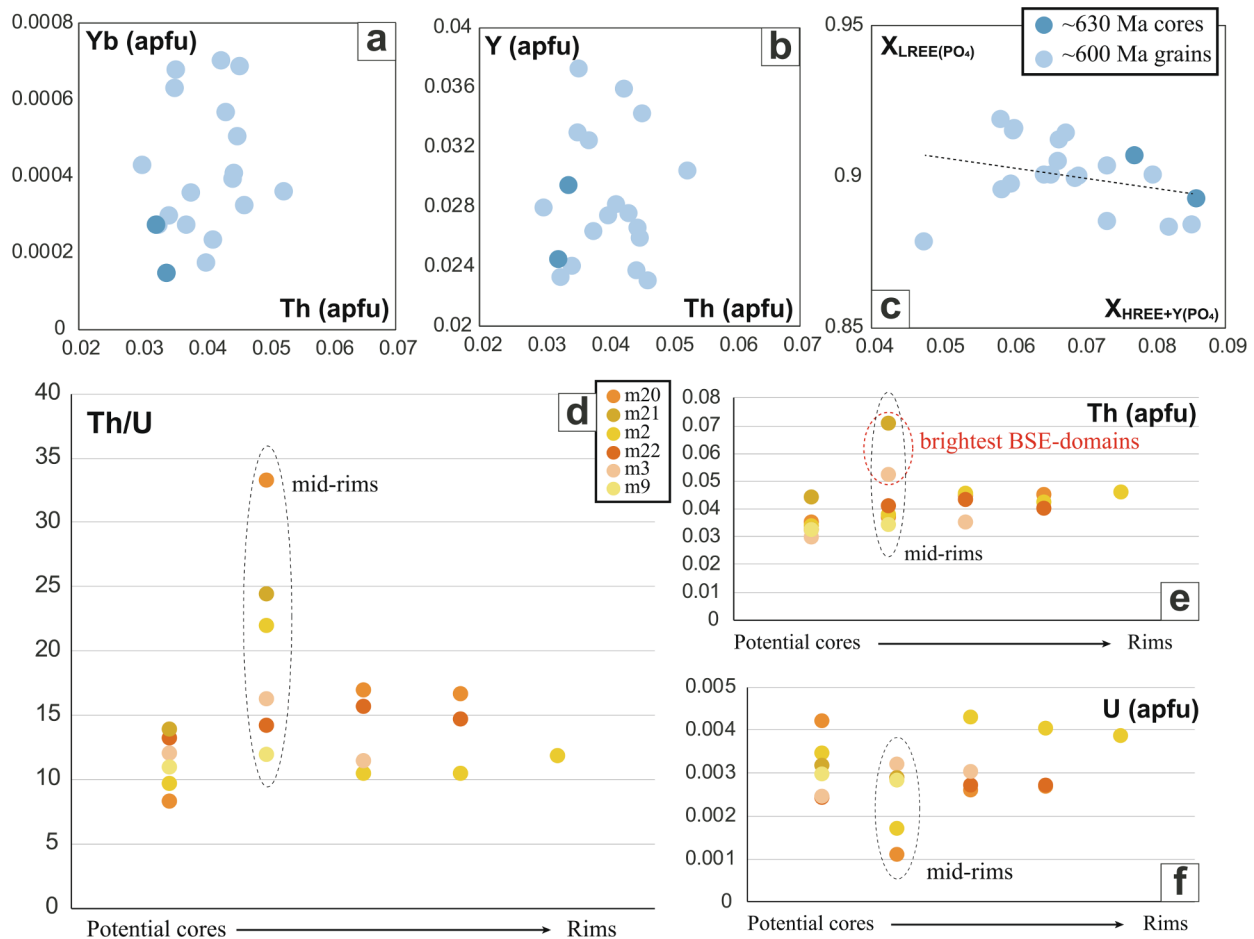 0.0008
Yb (apfu)
a
0.0006
0.0004
0.0002
0
Th (apfu)
0.02 0.03 0.04 0.05 0.06 0.07
0.04
Y (apfu)
b
0.036
0.032
0.028
0.024
0.02
Th (apfu)
0.02 0.03 0.04 0.05 0.06 0.07
0.95
X_LREE(PO₄)
~630 Ma cores
~600 Ma grains
0.9
0.85
c
X_HREE+Y(PO₄)
0.04 0.05 0.06 0.07 0.08 0.09
40
Th/U
d
m20
m21
m2
m22
m3
m9
35
mid-rims
30
25
20
15
10
5
0
Potential cores Rims
0.08
Th (apfu)
0.07
brightest BSE-domains
0.06
0.05
0.04
0.03
mid-rims
0.02
0.01
e
0
Potential cores Rims
0.005
U (apfu)
0.004
0.003
0.002
0.001
mid-rims
f
0
Potential cores Rims